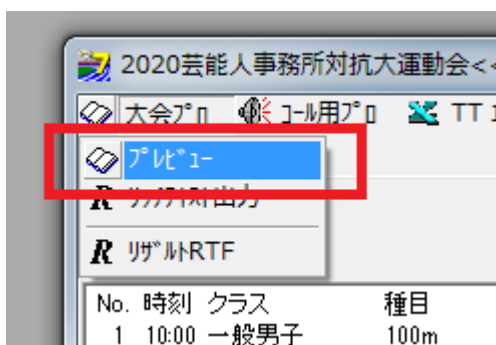 2020芸能人事務所対抗大運動会<<
大会ﾌﾟﾛ ｺｰﾙ用ﾌﾟﾛ TT
ﾌﾟﾚﾋﾞｭｰ
R 出力
R ﾘｻﾞﾙﾄRTF
No. 時刻 クラス 種目
1 10:00 一般男子 100m